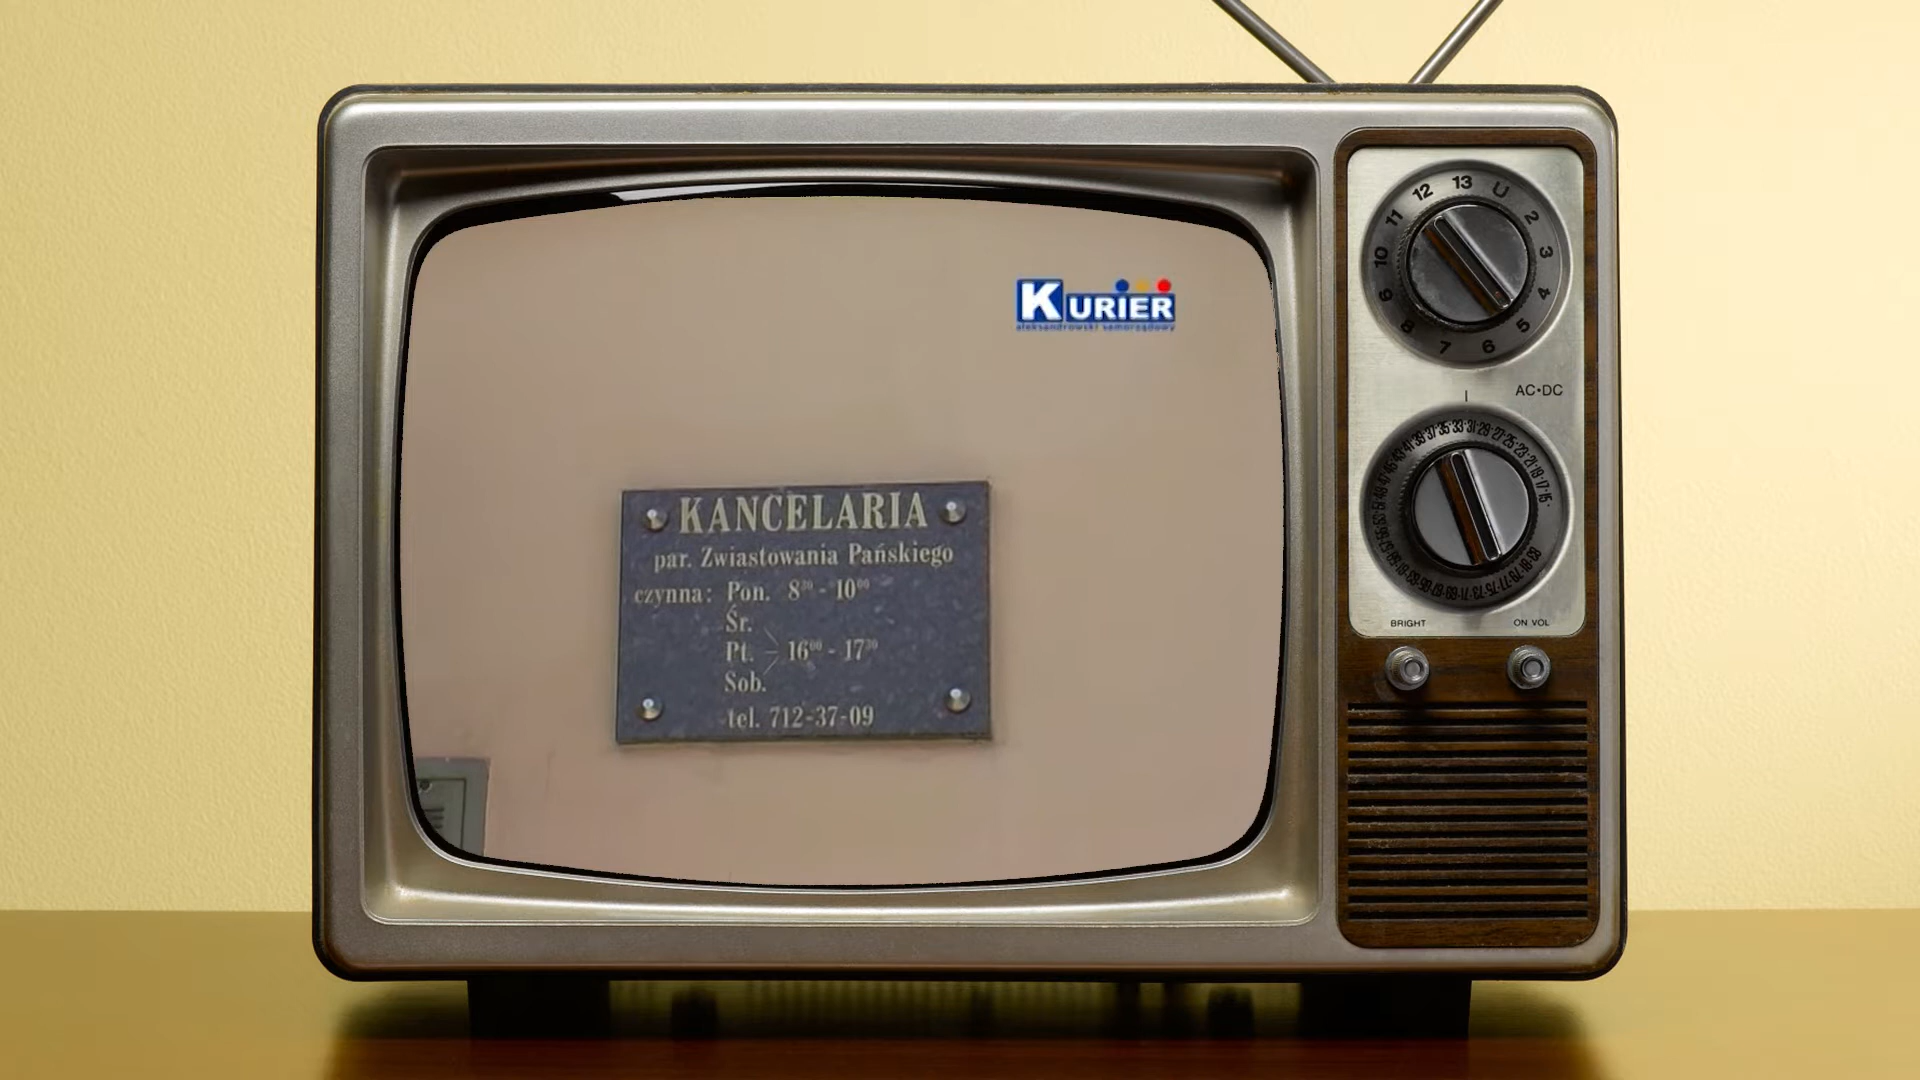 KURIER
aleksandrowski samorządowy
KANCELARIA
par. Zwiastowania Pańskiego
czynna: Pon. 8³⁰ - 10⁰⁰
Śr.
Pt. 16⁰⁰ - 17³⁰
Sob.
tel. 712-37-09
13
12
U
11
2
10
3
9
4
8
5
7
6
AC•DC
BRIGHT
ON VOL